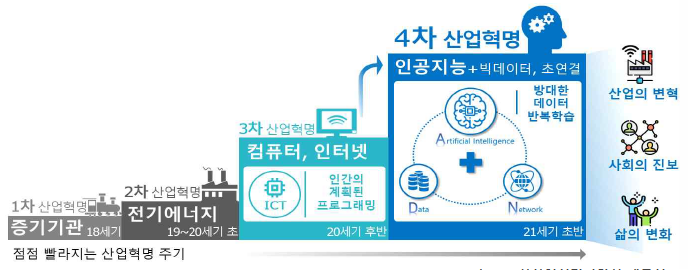 4차 산업혁명
인공지능+빅데이터, 초연결
방대한
데이터
반복학습
Artificial Intelligence
Data
Network
21세기 초반
3차 산업혁명
컴퓨터, 인터넷
ICT
인간의
계획된
프로그래밍
20세기 후반
2차 산업혁명
전기에너지
19~20세기 초
1차 산업혁명
증기기관 18세기
산업의 변혁
사회의 진보
삶의 변화
점점 빨라지는 산업혁명 주기